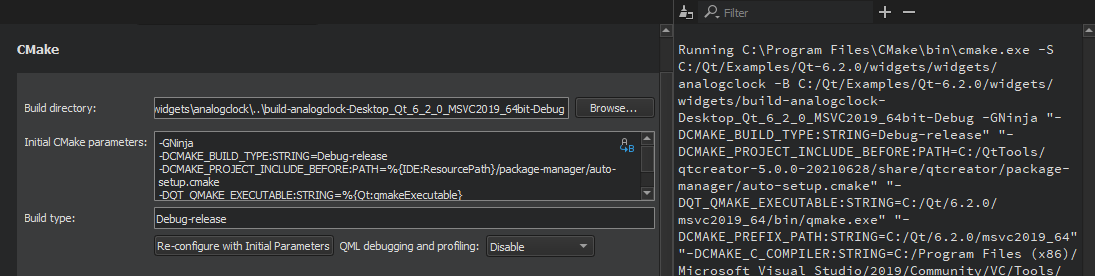 CMake
Build directory:
widgets\analogclock\..\build-analogclock-Desktop_Qt_6_2_0_MSVC2019_64bit-Debug
Browse...
Initial CMake parameters:
-GNinja
-DCMAKE_BUILD_TYPE:STRING=Debug-release
-DCMAKE_PROJECT_INCLUDE_BEFORE:PATH=%{IDE:ResourcePath}/package-manager/auto-
setup.cmake
-DQT_QMAKE_EXECUTABLE:STRING=%{Qt:qmakeExecutable}
Build type:
Debug-release
Re-configure with Initial Parameters
QML debugging and profiling:
Disable
Filter
Running C:\Program Files\CMake\bin\cmake.exe -S
C:/Qt/Examples/Qt-6.2.0/widgets/widgets/
analogclock -B C:/Qt/Examples/Qt-6.2.0/widgets/
widgets/build-analogclock-
Desktop_Qt_6_2_0_MSVC2019_64bit-Debug -GNinja "-
DCMAKE_BUILD_TYPE:STRING=Debug-release" "-
DCMAKE_PROJECT_INCLUDE_BEFORE:PATH=C:/QtTools/
qtcreator-5.0.0-20210628/share/qtcreator/package-
manager/auto-setup.cmake" "-
DQT_QMAKE_EXECUTABLE:STRING=C:/Qt/6.2.0/
msvc2019_64/bin/qmake.exe" "-
DCMAKE_PREFIX_PATH:STRING=C:/Qt/6.2.0/msvc2019_64"
"-DCMAKE_C_COMPILER:STRING=C:/Program Files (x86)/
Microsoft Visual Studio/2019/Community/VC/Tools/